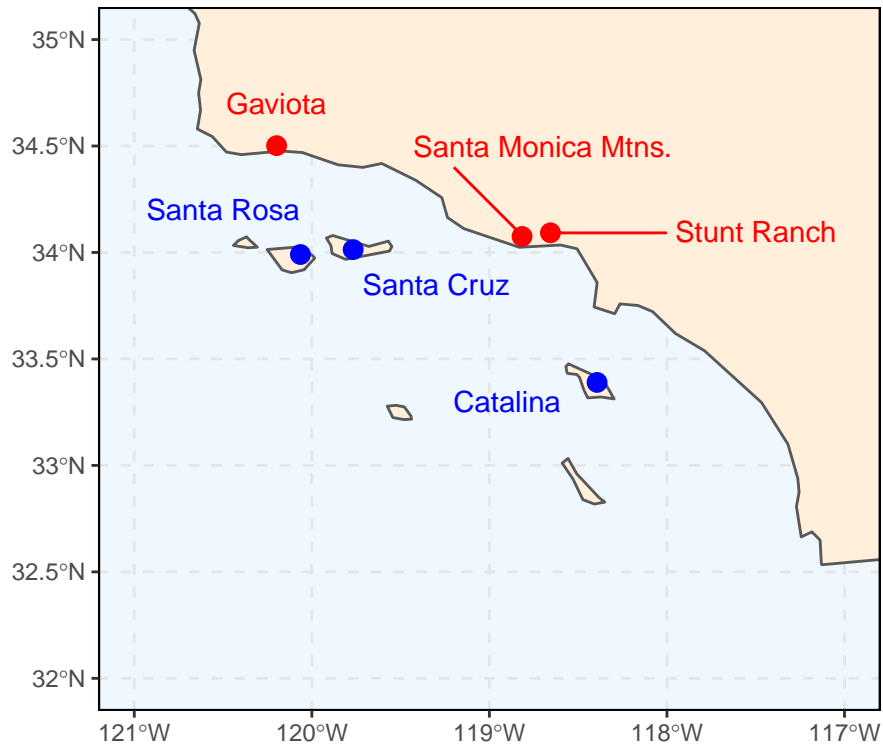 35°N
Gaviota
34.5°N
Santa Monica Mtns.
Santa Rosa
Stunt Ranch
34°N
Santa Cruz
33.5°N
Catalina
33°N
32.5°N
32°N
121°W 120°W 119°W 118°W 117°W